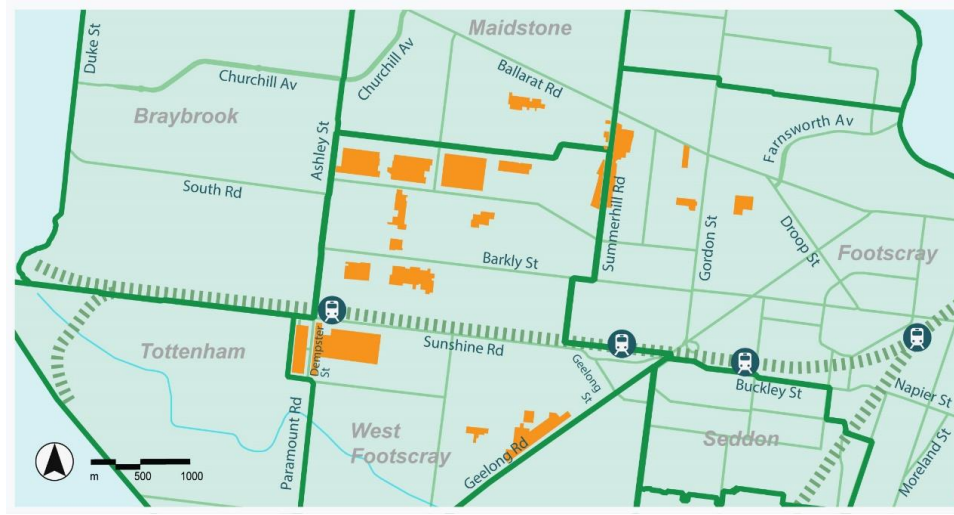 Maidstone
Duke St
Churchill Av
Churchill Av
Ballarat Rd
Braybrook
Ashley St
Farnsworth Av
South Rd
Summerhill Rd
Gordon St
Droop St
Barkly St
Footscray
Tottenham
Dempster
St
Sunshine Rd
Geelong
St
Buckley St
Napier St
Paramount Rd
West
Footscray
Geelong Rd
Seddon
Moreland St
m 500 1000